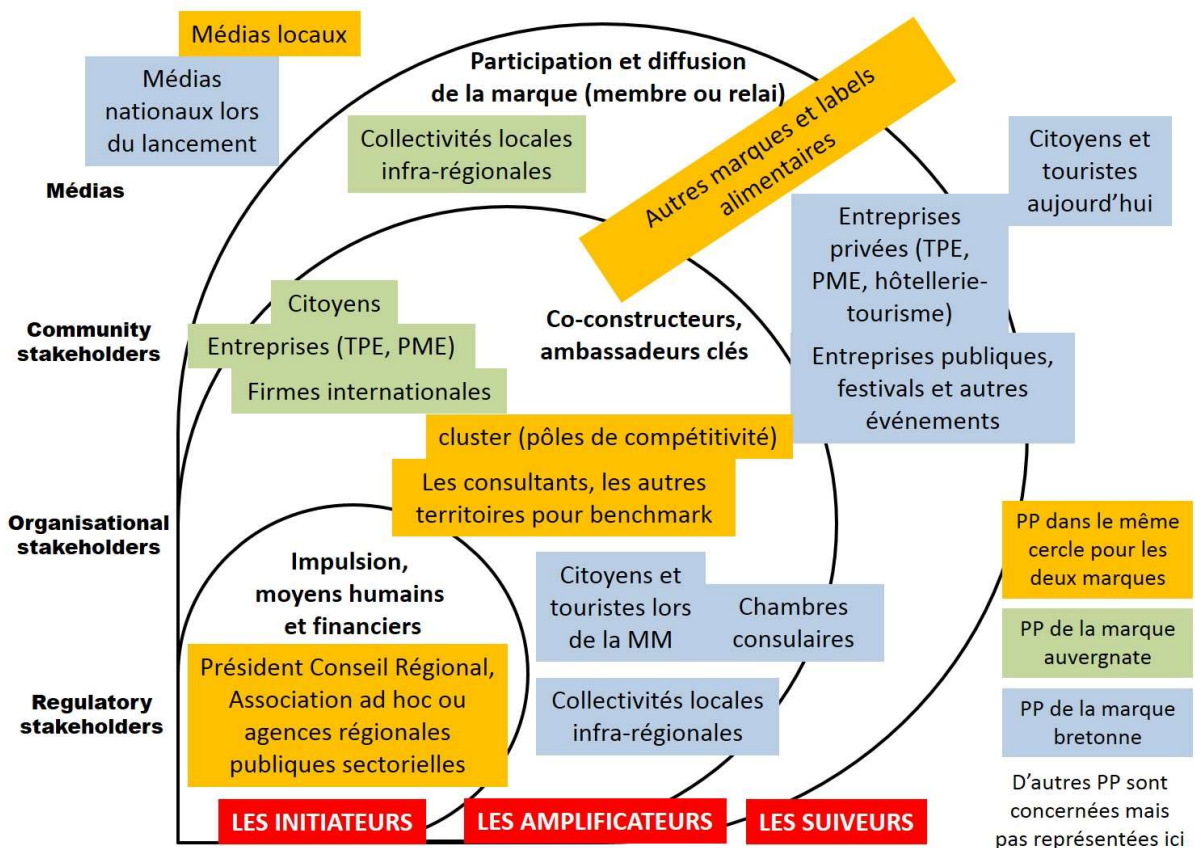 Médias locaux
Médias
nationaux lors
du lancement
Médias
Participation et diffusion
de la marque (membre ou relai)
Collectivités locales
infra-régionales
Autres marques et labels
alimentaires
Citoyens et
touristes
aujourd’hui
Entreprises
privées (TPE,
PME, hôtellerie-
tourisme)
Entreprises publiques,
festivals et autres
événements
Community
stakeholders
Citoyens
Entreprises (TPE, PME)
Firmes internationales
Co-constructeurs,
ambassadeurs clés
cluster (pôles de compétitivité)
Les consultants, les autres
territoires pour benchmark
Organisational
stakeholders
Impulsion,
moyens humains
et financiers
Citoyens et
touristes lors
de la MM
Chambres
consulaires
Collectivités locales
infra-régionales
Regulatory
stakeholders
Président Conseil Régional,
Association ad hoc ou
agences régionales
publiques sectorielles
LES INITIATEURS
LES AMPLIFICATEURS
LES SUIVEURS
PP dans le même
cercle pour les
deux marques
PP de la marque
auvergnate
PP de la marque
bretonne
D’autres PP sont
concernées mais
pas représentées ici